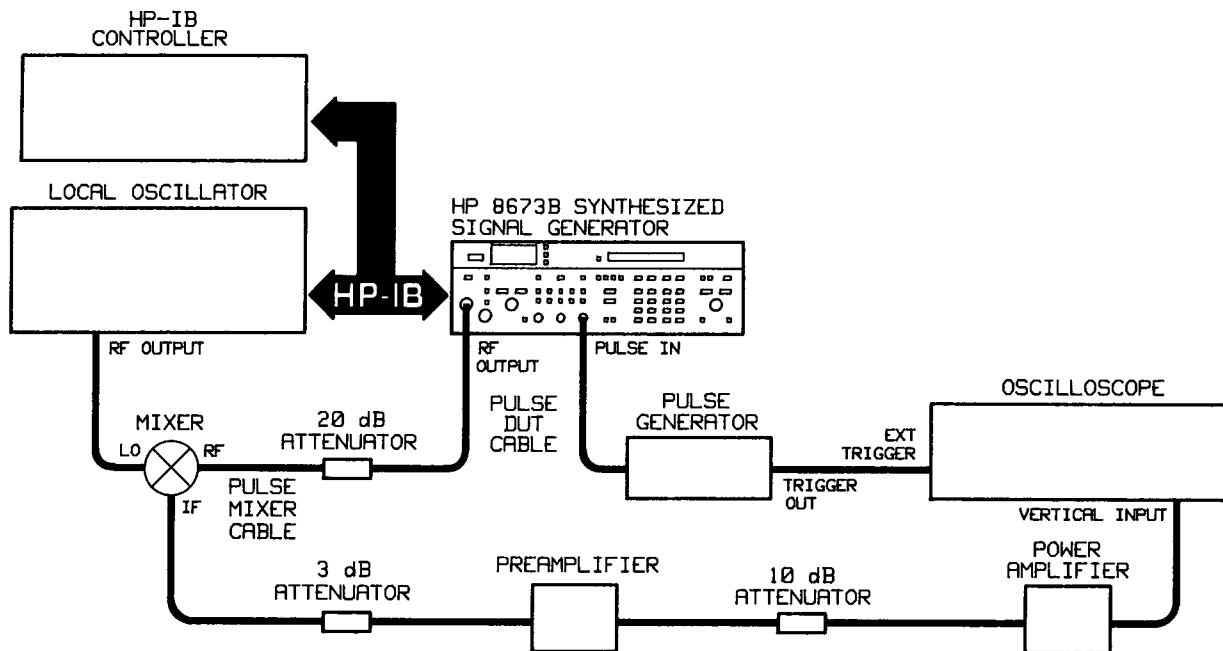 HP-IB
CONTROLLER
LOCAL OSCILLATOR
HP 8673B SYNTHESIZED
SIGNAL GENERATOR
HP-IB
RF OUTPUT
RF
OUTPUT
PULSE IN
MIXER
LO
RF
IF
20 dB
ATTENUATOR
PULSE
DUT
CABLE
PULSE
GENERATOR
OSCILLOSCOPE
EXT
TRIGGER
TRIGGER
OUT
PULSE
MIXER
CABLE
VERTICAL INPUT
3 dB
ATTENUATOR
PREAMPLIFIER
10 dB
ATTENUATOR
POWER
AMPLIFIER